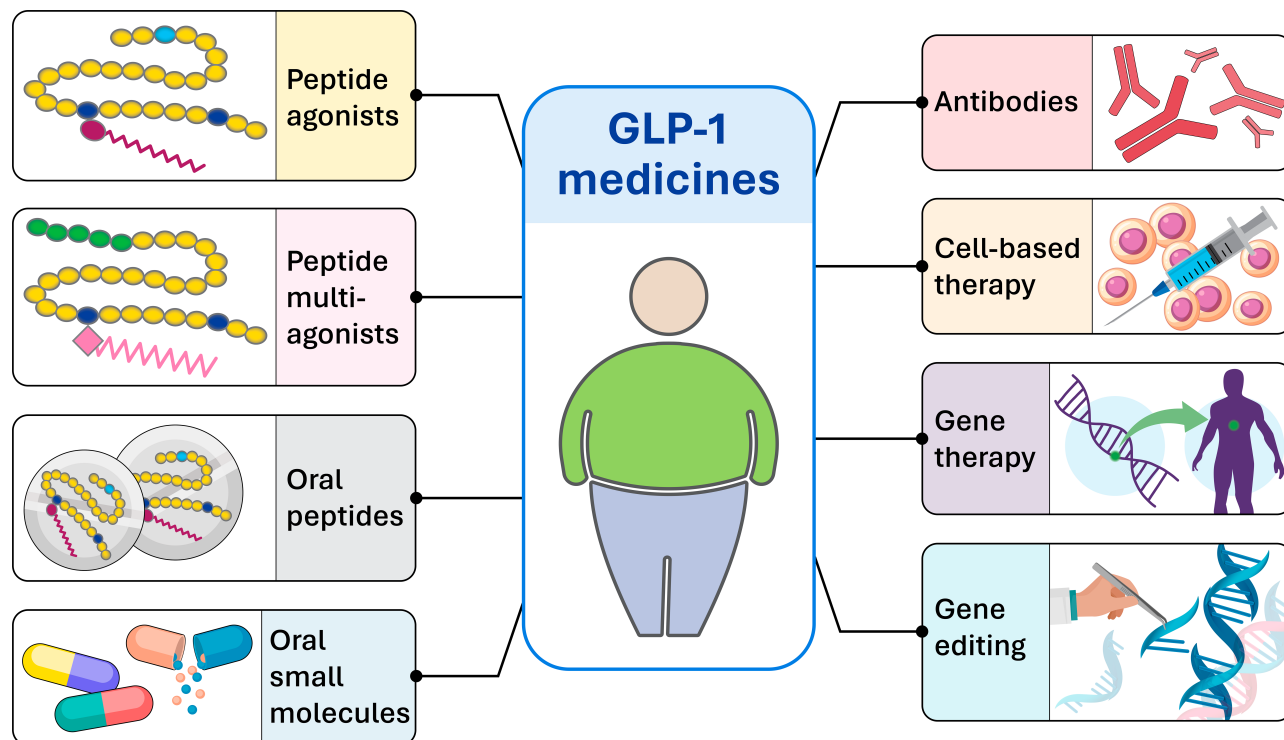 Peptide
agonists
Peptide
multi-
agonists
Oral
peptides
Oral
small
molecules
GLP-1
medicines
Antibodies
Cell-based
therapy
Gene
therapy
Gene
editing